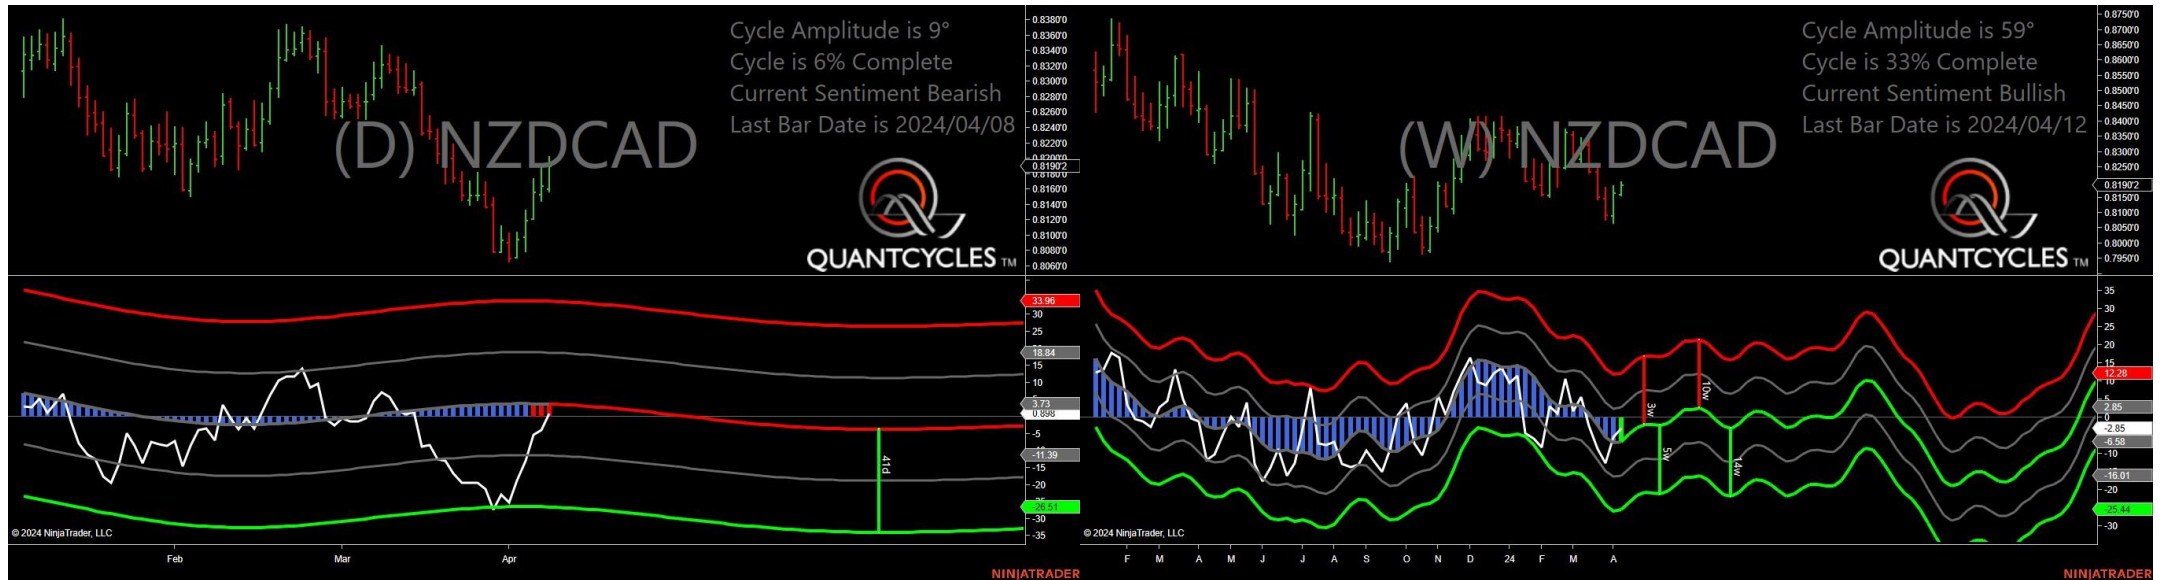 Cycle Amplitude is 9°
Cycle is 6% Complete
Current Sentiment Bearish
Last Bar Date is 2024/04/08
(D) NZDCAD
QUANTCYCLES TM
0.8380'0
0.8360'0
0.8340'0
0.8320'0
0.8300'0
0.8280'0
0.8260'0
0.8240'0
0.8220'0
0.8200'0
0.8190'2
0.8180'0
0.8160'0
0.8140'0
0.8120'0
0.8100'0
0.8080'0
0.8060'0
33.96
30
25
18.84
15
10
3.73
0.898
-5
-11.39
-15
-20
-26.51
-30
-35
41d
© 2024 NinjaTrader, LLC
Feb Mar Apr
NINJATRADER
Cycle Amplitude is 59°
Cycle is 33% Complete
Current Sentiment Bullish
Last Bar Date is 2024/04/12
(W) NZDCAD
QUANTCYCLES TM
0.8750'0
0.8700'0
0.8650'0
0.8600'0
0.8550'0
0.8500'0
0.8450'0
0.8400'0
0.8350'0
0.8300'0
0.8250'0
0.8190'2
0.8150'0
0.8100'0
0.8050'0
0.8000'0
0.7950'0
35
30
25
20
15
12.28
10
5
2.85
0
-2.85
-6.58
-10
-16.01
-20
-25.44
-30
3w
10w
5w
14w
© 2024 NinjaTrader, LLC
F M A M J J A S O N D 24 F M A
NINJATRADER